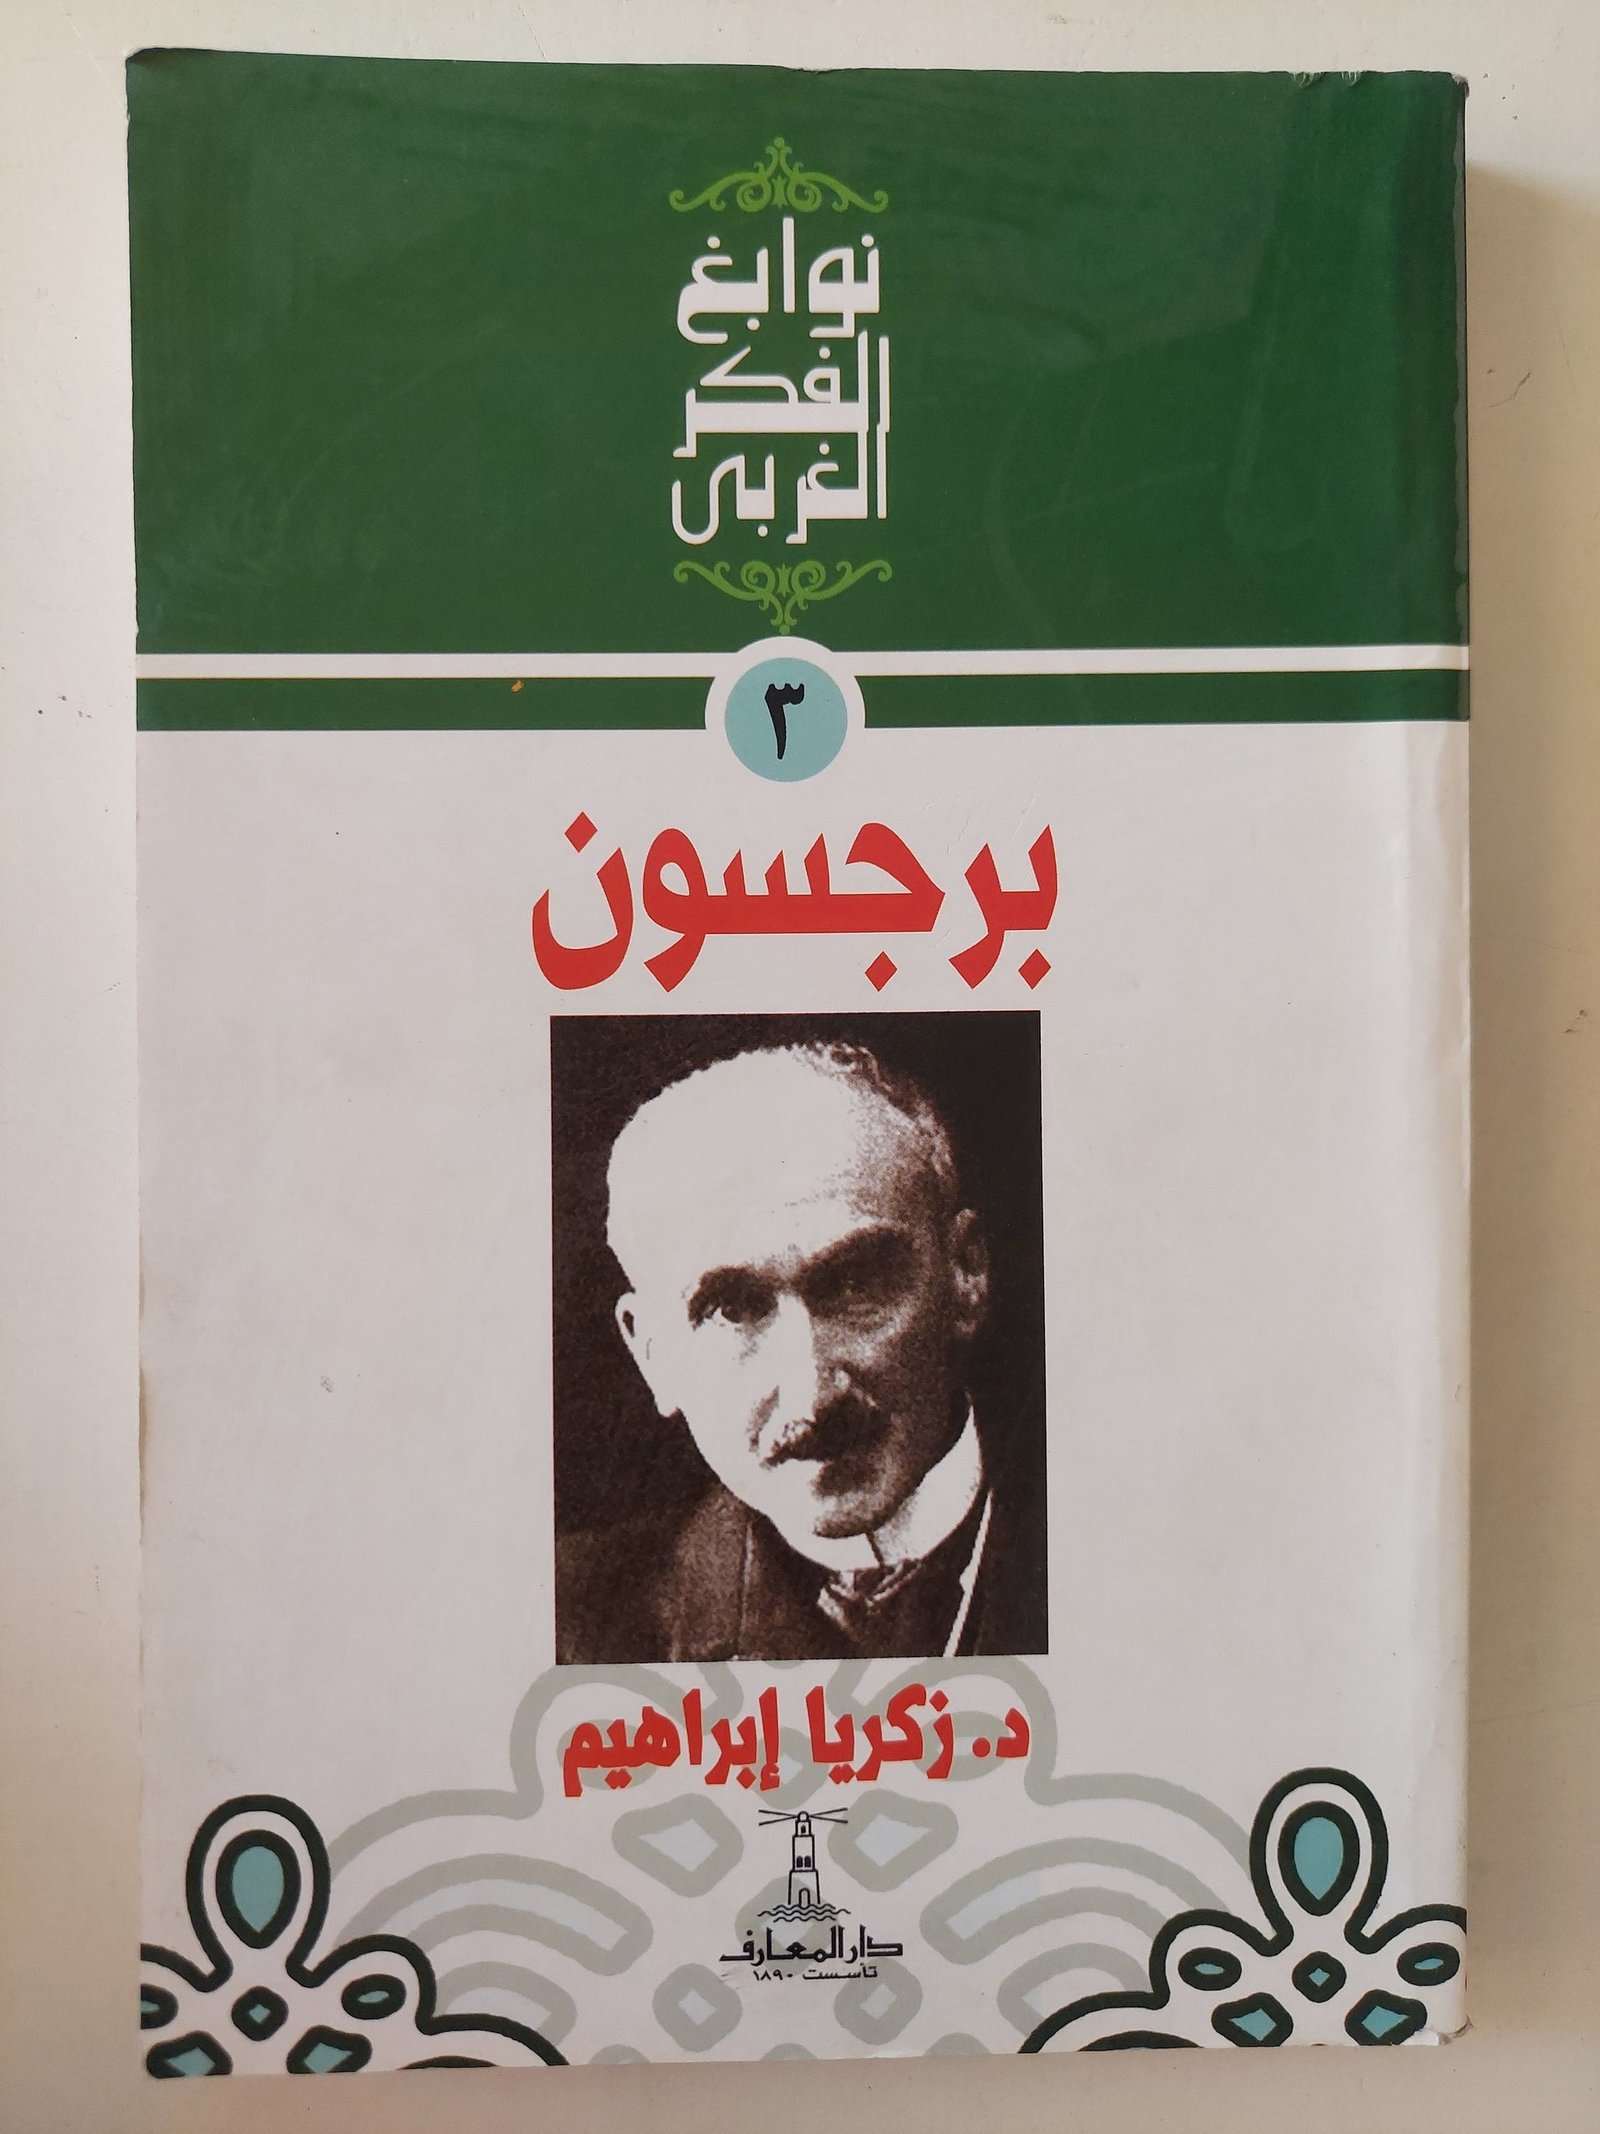 نوابغ
الفكر
الغربى
٣
برجسون
د. زكريا إبراهيم
دار المعارف
تأسست ١٨٩٠